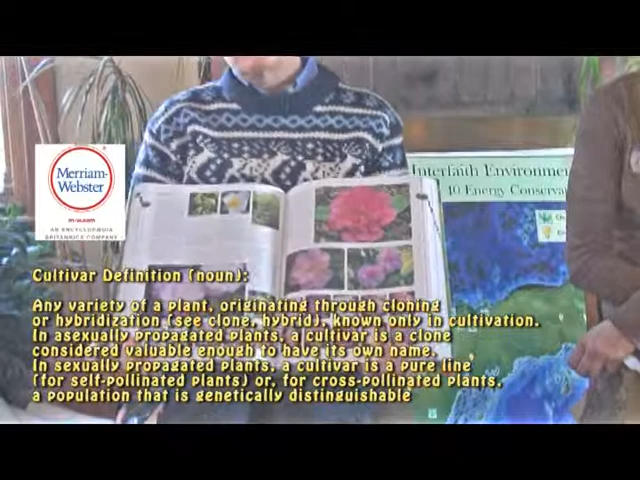 Interfaith Environmen
10 Energy Conserva
Merriam-
Webster
m-w.com
AN ENCYCLOPÆDIA
BRITANNICA COMPANY
Cultivar Definition (noun):
Any variety of a plant, originating through cloning
or hybridization (see clone, hybrid), known only in cultivation.
In asexually propagated plants, a cultivar is a clone
considered valuable enough to have its own name.
In sexually propagated plants, a cultivar is a pure line
(for self-pollinated plants) or, for cross-pollinated plants,
a population that is genetically distinguishable